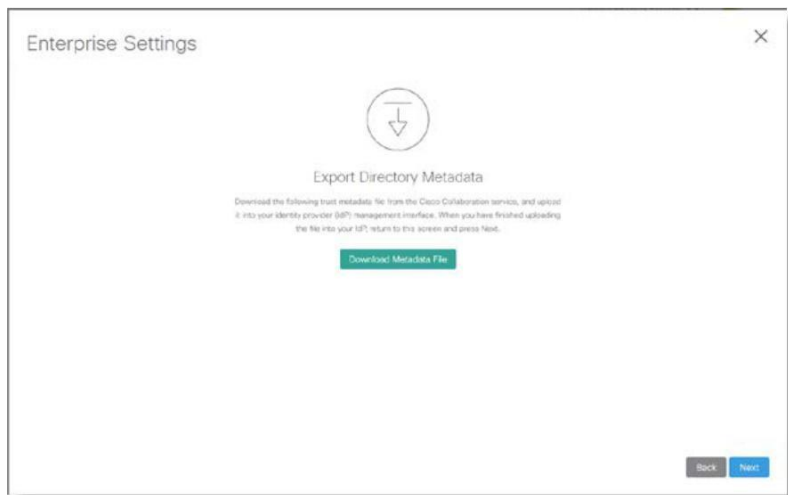 Enterprise Settings
Export Directory Metadata
Download the following trust metadata file from the Cisco Collaboration service, and upload
it into your identity provider (IdP) management interface. When you have finished uploading
the file into your IdP, return to this screen and press Next.
Download Metadata File
Back Next